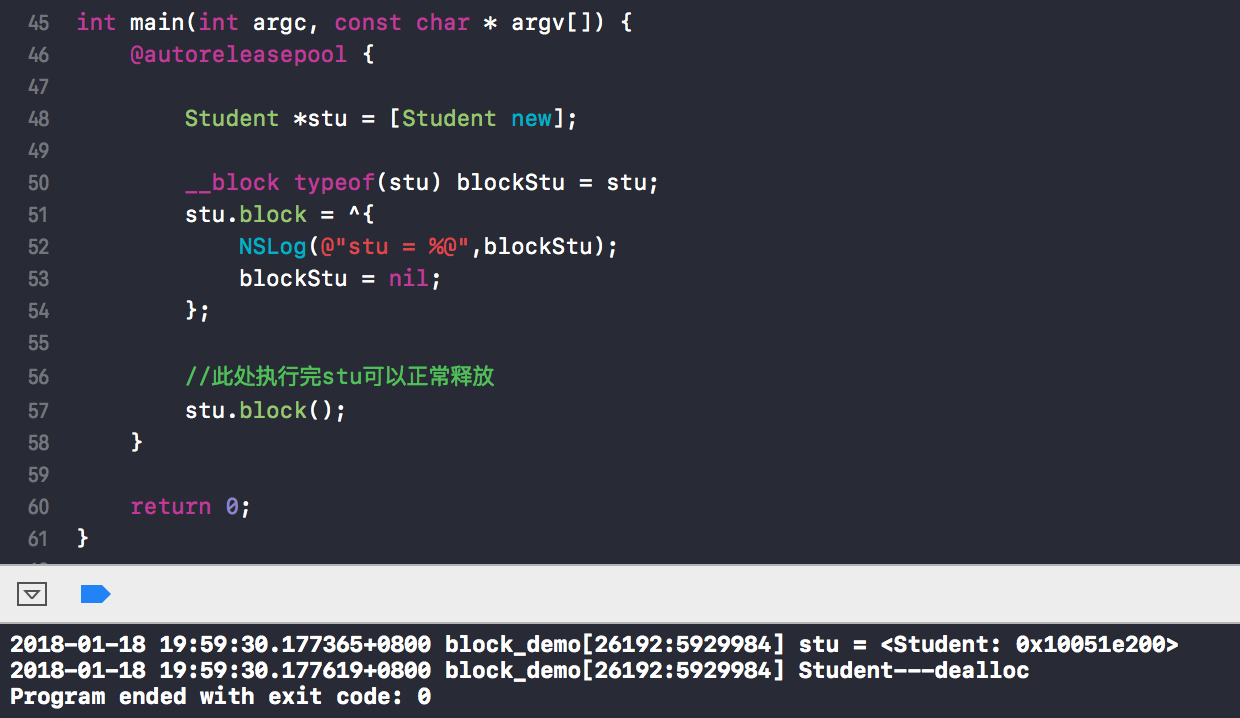 45 int main(int argc, const char * argv[]) {
46 @autoreleasepool {
47
48 Student *stu = [Student new];
49
50 __block typeof(stu) blockStu = stu;
51 stu.block = ^{
52 NSLog(@"stu = %@",blockStu);
53 blockStu = nil;
54 };
55
56 //此处执行完stu可以正常释放
57 stu.block();
58 }
59
60 return 0;
61 }
2018-01-18 19:59:30.177365+0800 block_demo[26192:5929984] stu = <Student: 0x10051e200>
2018-01-18 19:59:30.177619+0800 block_demo[26192:5929984] Student---dealloc
Program ended with exit code: 0